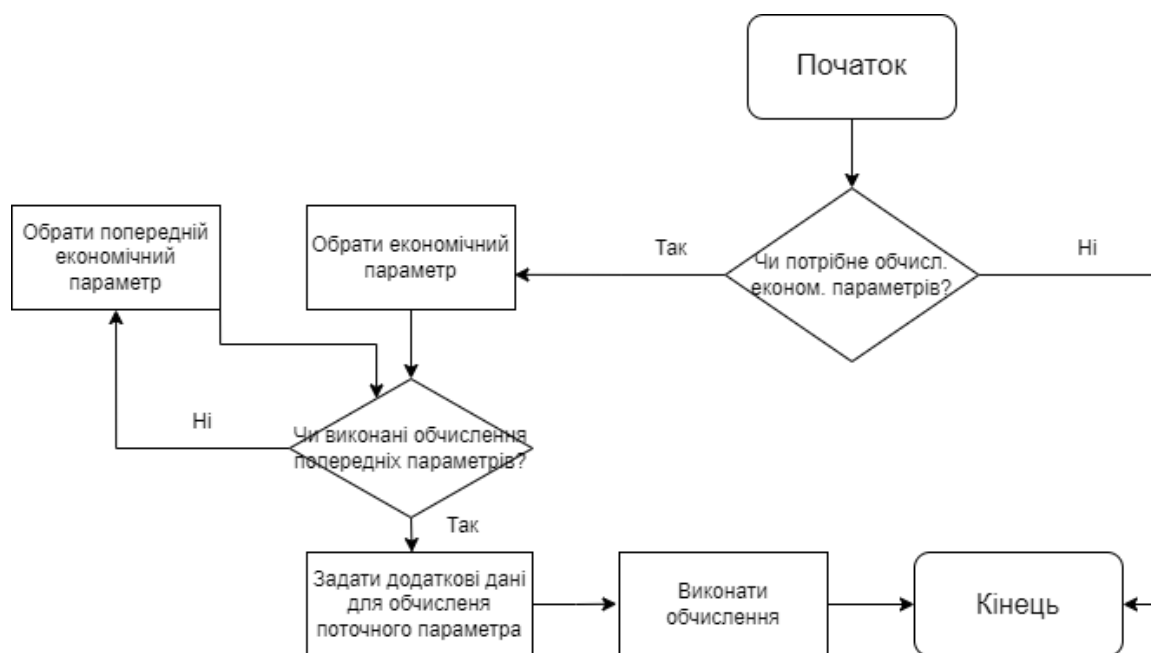 Початок
Чи потрібне обчисл.
економ. параметрів?
Так
Ні
Обрати економічний
параметр
Обрати попередній
економічний
параметр
Чи виконані обчислення
попередніх параметрів?
Ні
Так
Задати додаткові дані
для обчисленя
поточного параметра
Виконати
обчислення
Кінець